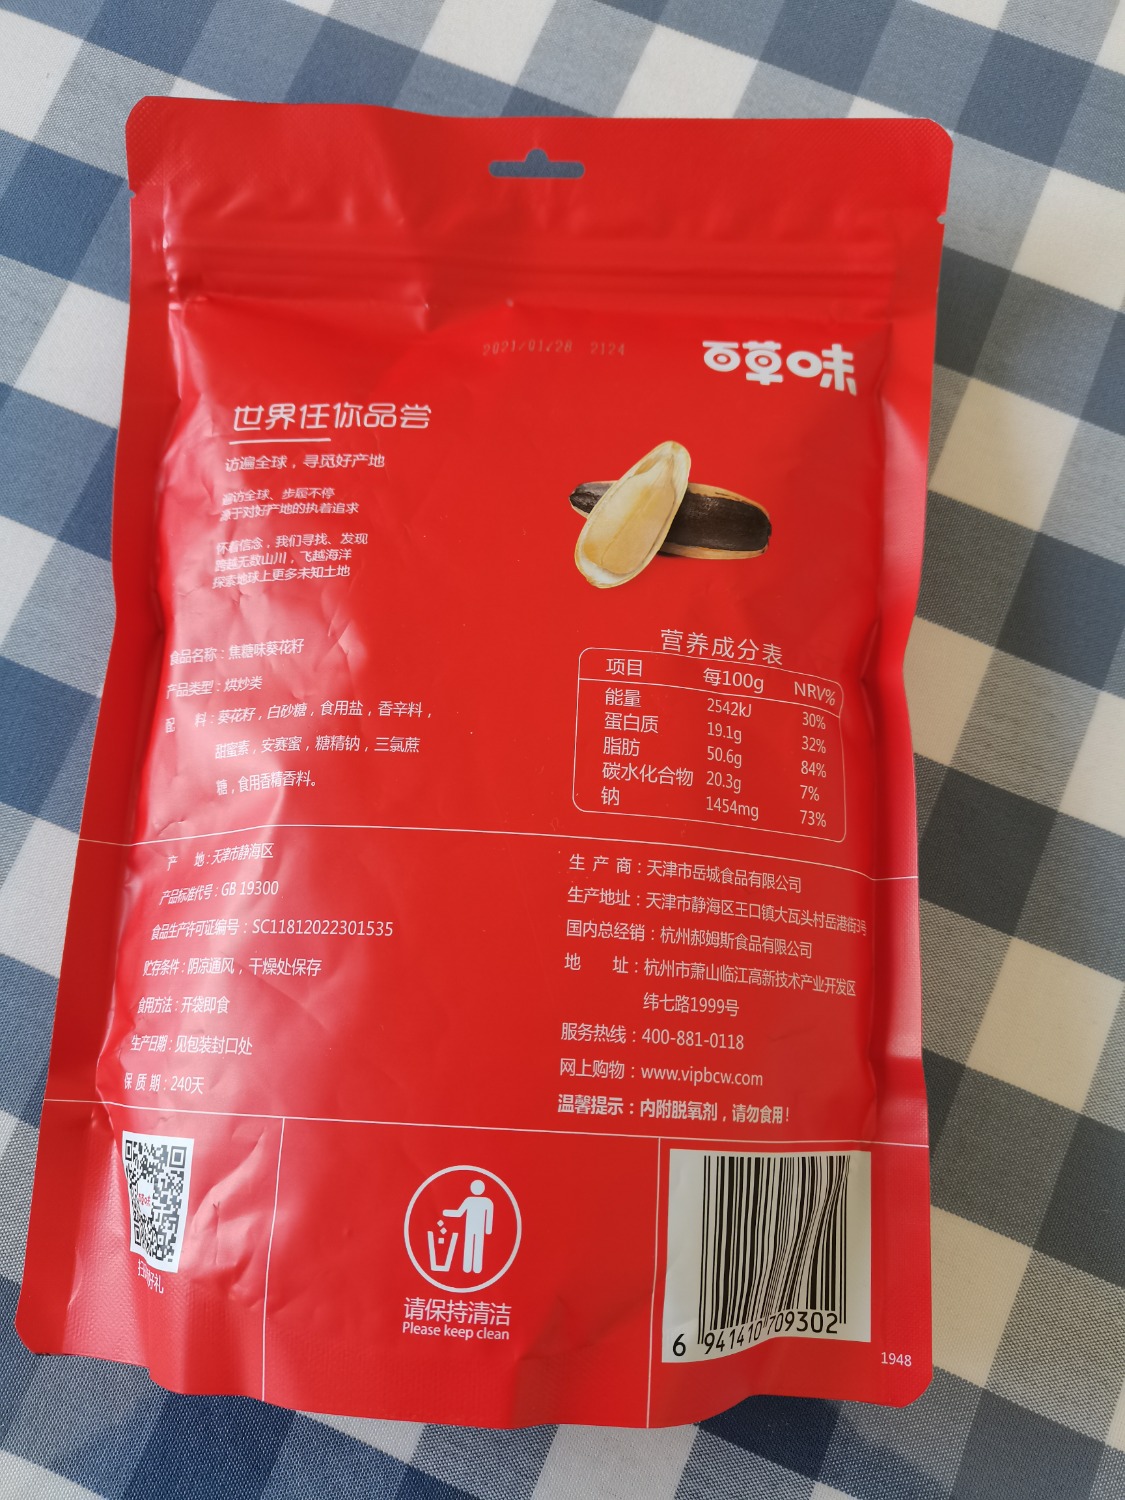 2021/01/28 2124
百草味
世界任你品尝
访遍全球，寻觅好产地
遍访全球、步履不停
源于对好产地的执着追求
怀着信念，我们寻找、发现
跨越无数山川，飞越海洋
探索地球上更多未知土地
食品名称：焦糖味葵花籽
产品类型：烘炒类
配 料：葵花籽，白砂糖，食用盐，香辛料，
甜蜜素，安赛蜜，糖精钠，三氯蔗
糖，食用香精香料。
营养成分表
项目 每100g NRV%
能量 2542kJ 30%
蛋白质 19.1g 32%
脂肪 50.6g 84%
碳水化合物 20.3g 7%
钠 1454mg 73%
产 地：天津市静海区
产品标准代号：GB 19300
食品生产许可证编号：SC11812022301535
贮存条件：阴凉通风，干燥处保存
食用方法：开袋即食
生产日期：见包装封口处
保 质 期：240天
生 产 商：天津市岳城食品有限公司
生产地址：天津市静海区王口镇大瓦头村岳港街3号
国内总经销：杭州郝姆斯食品有限公司
地 址：杭州市萧山临江高新技术产业开发区
纬七路1999号
服务热线：400-881-0118
网上购物：www.vipbcw.com
温馨提示：内附脱氧剂，请勿食用！
好礼
请保持清洁
Please keep clean
6 941410 709302
1948